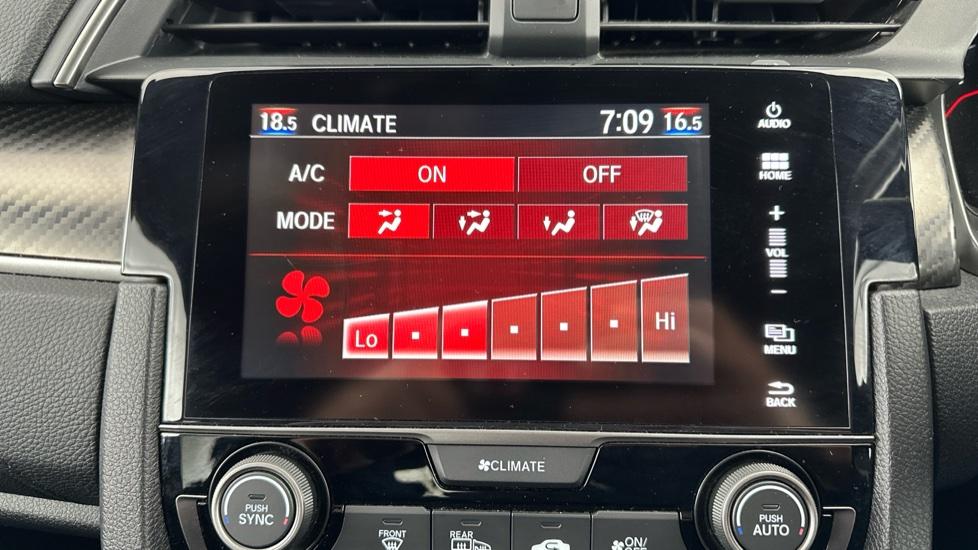 18.5 CLIMATE 7:09 16.5
A/C ON OFF
MODE
Lo Hi
AUDIO
HOME
+
VOL
−
MENU
BACK
CLIMATE
PUSH
SYNC
FRONT
REAR
ON/
OFF
PUSH
AUTO